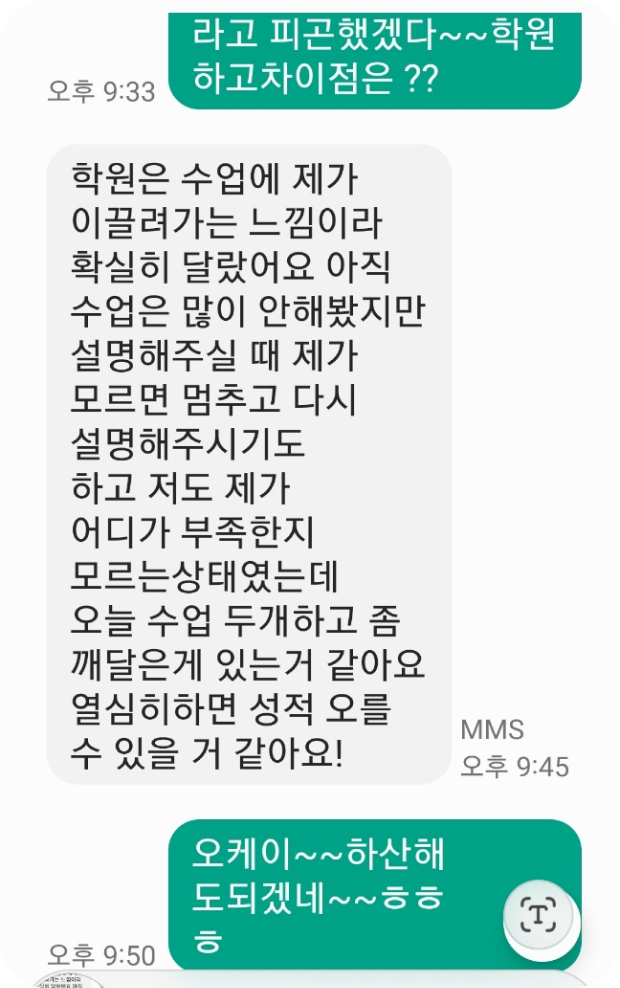 라고 피곤했겠다~~학원
하고차이점은 ??
오후 9:33
학원은 수업에 제가
이끌려가는 느낌이라
확실히 달랐어요 아직
수업은 많이 안해봤지만
설명해주실 때 제가
모르면 멈추고 다시
설명해주시기도
하고 저도 제가
어디가 부족한지
모르는상태였는데
오늘 수업 두개하고 좀
깨달은게 있는거 같아요
열심히하면 성적 오를
수 있을 거 같아요!
MMS
오후 9:45
오케이~~하산해
도되겠네~~ㅎㅎ
ㅎ
오후 9:50